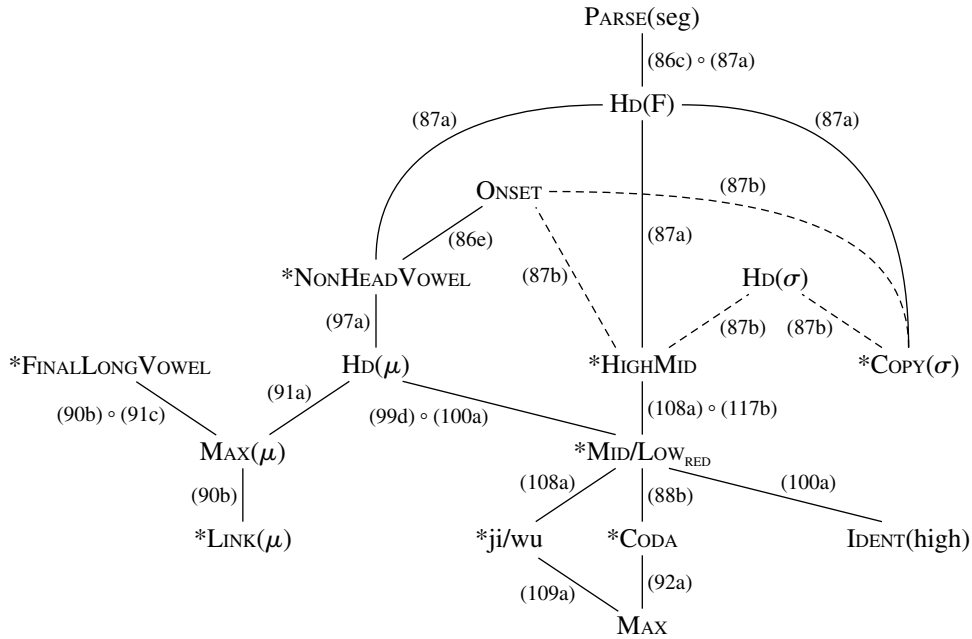 PARSE(seg)
(86c) ∘ (87a)
HD(F)
(87a) (87a)
ONSET (87b)
(86e) (87a)
*NONHEADVOWEL (87b) HD(σ)
(97a) (87b) (87b)
*FINALLONGVOWEL HD(μ) *HIGHMID *COPY(σ)
(90b) ∘ (91c) (91a) (99d) ∘ (100a) (108a) ∘ (117b)
MAX(μ) *MID/LOW_RED
(90b) (108a) (88b) (100a)
*LINK(μ) *ji/wu *CODA IDENT(high)
(109a) (92a)
MAX